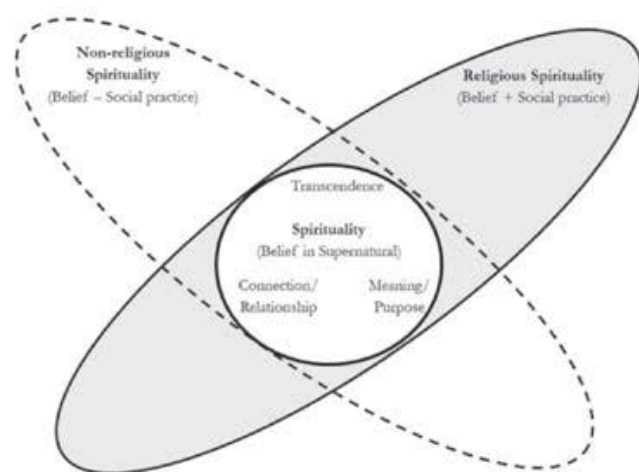 Non-religious
Spirituality
(Belief – Social practice)
Religious Spirituality
(Belief + Social practice)
Transcendence
Spirituality
(Belief in Supernatural)
Connection/
Relationship
Meaning/
Purpose